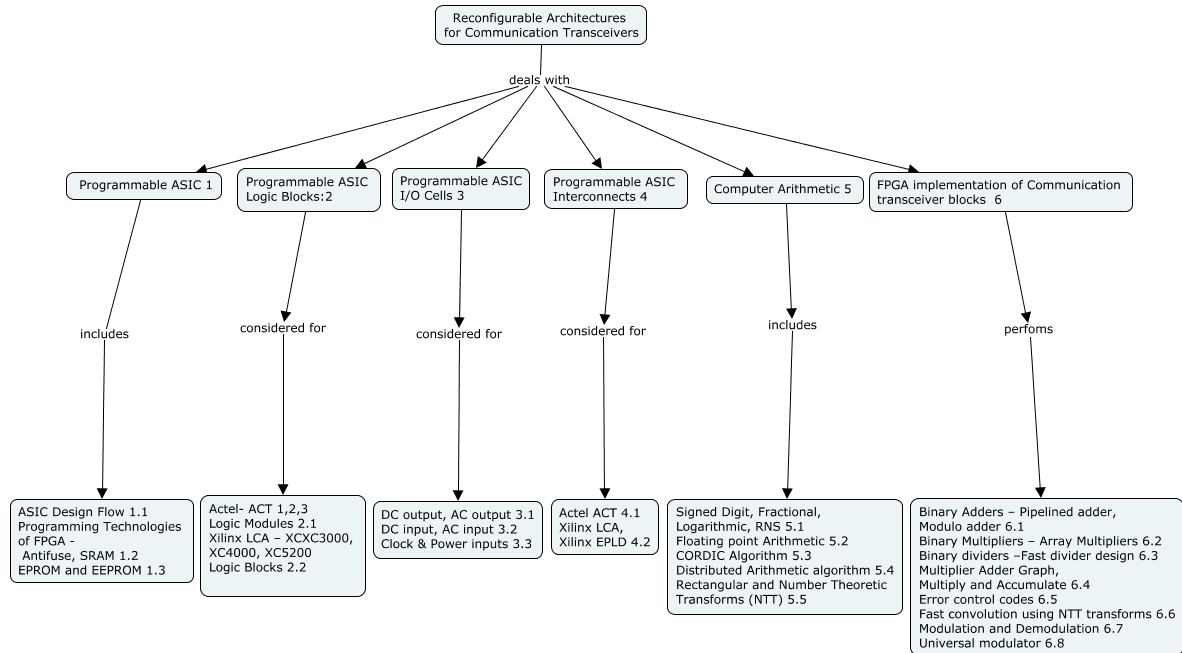 Reconfigurable Architectures
for Communication Transceivers
deals with
Programmable ASIC 1
Programmable ASIC
Logic Blocks:2
Programmable ASIC
I/O Cells 3
Programmable ASIC
Interconnects 4
Computer Arithmetic 5
FPGA implementation of Communication
transceiver blocks 6
includes
considered for
considered for
considered for
includes
perfoms
ASIC Design Flow 1.1
Programming Technologies
of FPGA -
Antifuse, SRAM 1.2
EPROM and EEPROM 1.3
Actel- ACT 1,2,3
Logic Modules 2.1
Xilinx LCA – XCXC3000,
XC4000, XC5200
Logic Blocks 2.2
DC output, AC output 3.1
DC input, AC input 3.2
Clock & Power inputs 3.3
Actel ACT 4.1
Xilinx LCA,
Xilinx EPLD 4.2
Signed Digit, Fractional,
Logarithmic, RNS 5.1
Floating point Arithmetic 5.2
CORDIC Algorithm 5.3
Distributed Arithmetic algorithm 5.4
Rectangular and Number Theoretic
Transforms (NTT) 5.5
Binary Adders – Pipelined adder,
Modulo adder 6.1
Binary Multipliers – Array Multipliers 6.2
Binary dividers –Fast divider design 6.3
Multiplier Adder Graph,
Multiply and Accumulate 6.4
Error control codes 6.5
Fast convolution using NTT transforms 6.6
Modulation and Demodulation 6.7
Universal modulator 6.8